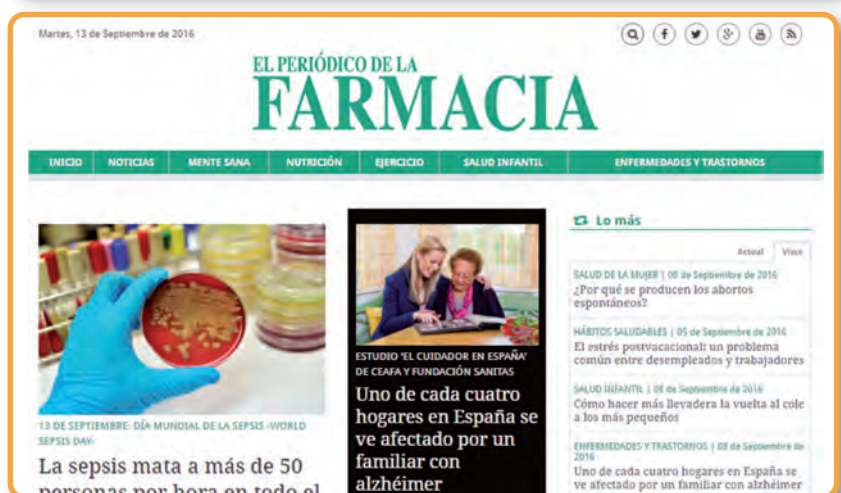 Martes, 13 de Septiembre de 2016
EL PERIÓDICO DE LA
FARMACIA
INICIO NOTICIAS MENTE SANA NUTRICIÓN EJERCICIO SALUD INFANTIL ENFERMEDADES Y TRASTORNOS
13 DE SEPTIEMBRE: DÍA MUNDIAL DE LA SEPSIS -WORLD
SEPSIS DAY-
La sepsis mata a más de 50
personas por hora en todo el
ESTUDIO 'EL CUIDADOR EN ESPAÑA'
DE CEAFA Y FUNDACIÓN SANITAS
Uno de cada cuatro
hogares en España se
ve afectado por un
familiar con
alzhéimer
Lo más
Actual Visto
SALUD DE LA MUJER | 08 de Septiembre de 2016
¿Por qué se producen los abortos
espontáneos?
HÁBITOS SALUDABLES | 05 de Septiembre de 2016
El estrés postvacacional: un problema
común entre desempleados y trabajadores
SALUD INFANTIL | 08 de Septiembre de 2016
Cómo hacer más llevadera la vuelta al cole
a los más pequeños
ENFERMEDADES Y TRASTORNOS | 08 de Septiembre de
2016
Uno de cada cuatro hogares en España se
ve afectado por un familiar con alzhéimer